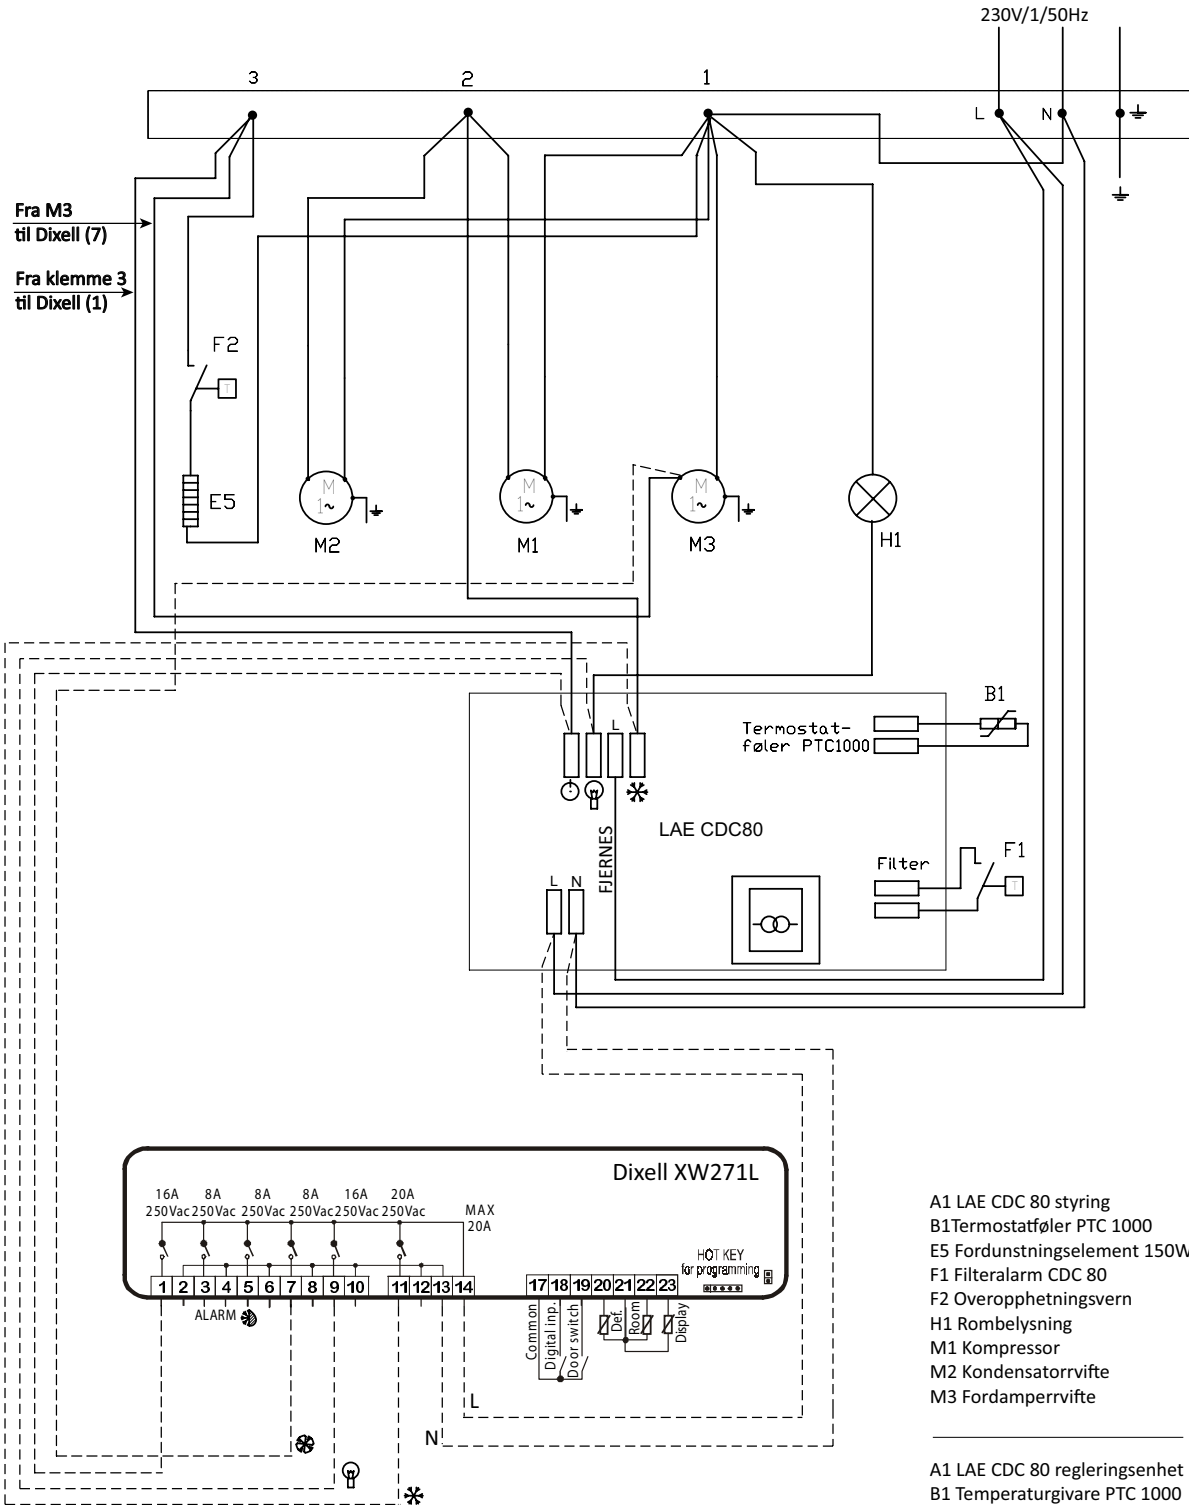 230V/1/50Hz
3
2
1
L
N
Fra M3
til Dixell (7)
Fra klemme 3
til Dixell (1)
F2
T
E5
M
1~
M2
M
1~
M1
M
1~
M3
H1
B1
Termostat-
føler PTC1000
L
LAE CDC80
FJERNES
Filter
F1
T
L
N
Dixell XW271L
16A 8A 8A 8A 16A 20A
250Vac 250Vac 250Vac 250Vac 250Vac 250Vac
MAX
20A
HOT KEY
for programming
1 2 3 4 5 6 7 8 9 10 11 12 13 14 17 18 19 20 21 22 23
ALARM
Common
Digital inp.
Door switch
Def.
Room
Display
L
N
A1 LAE CDC 80 styring
B1Termostatføler PTC 1000
E5 Fordunstningselement 150W
F1 Filteralarm CDC 80
F2 Overopphetningsvern
H1 Rombelysning
M1 Kompressor
M2 Kondensatorrvifte
M3 Fordamperrvifte
A1 LAE CDC 80 regleringsenhet
B1 Temperaturgivare PTC 1000